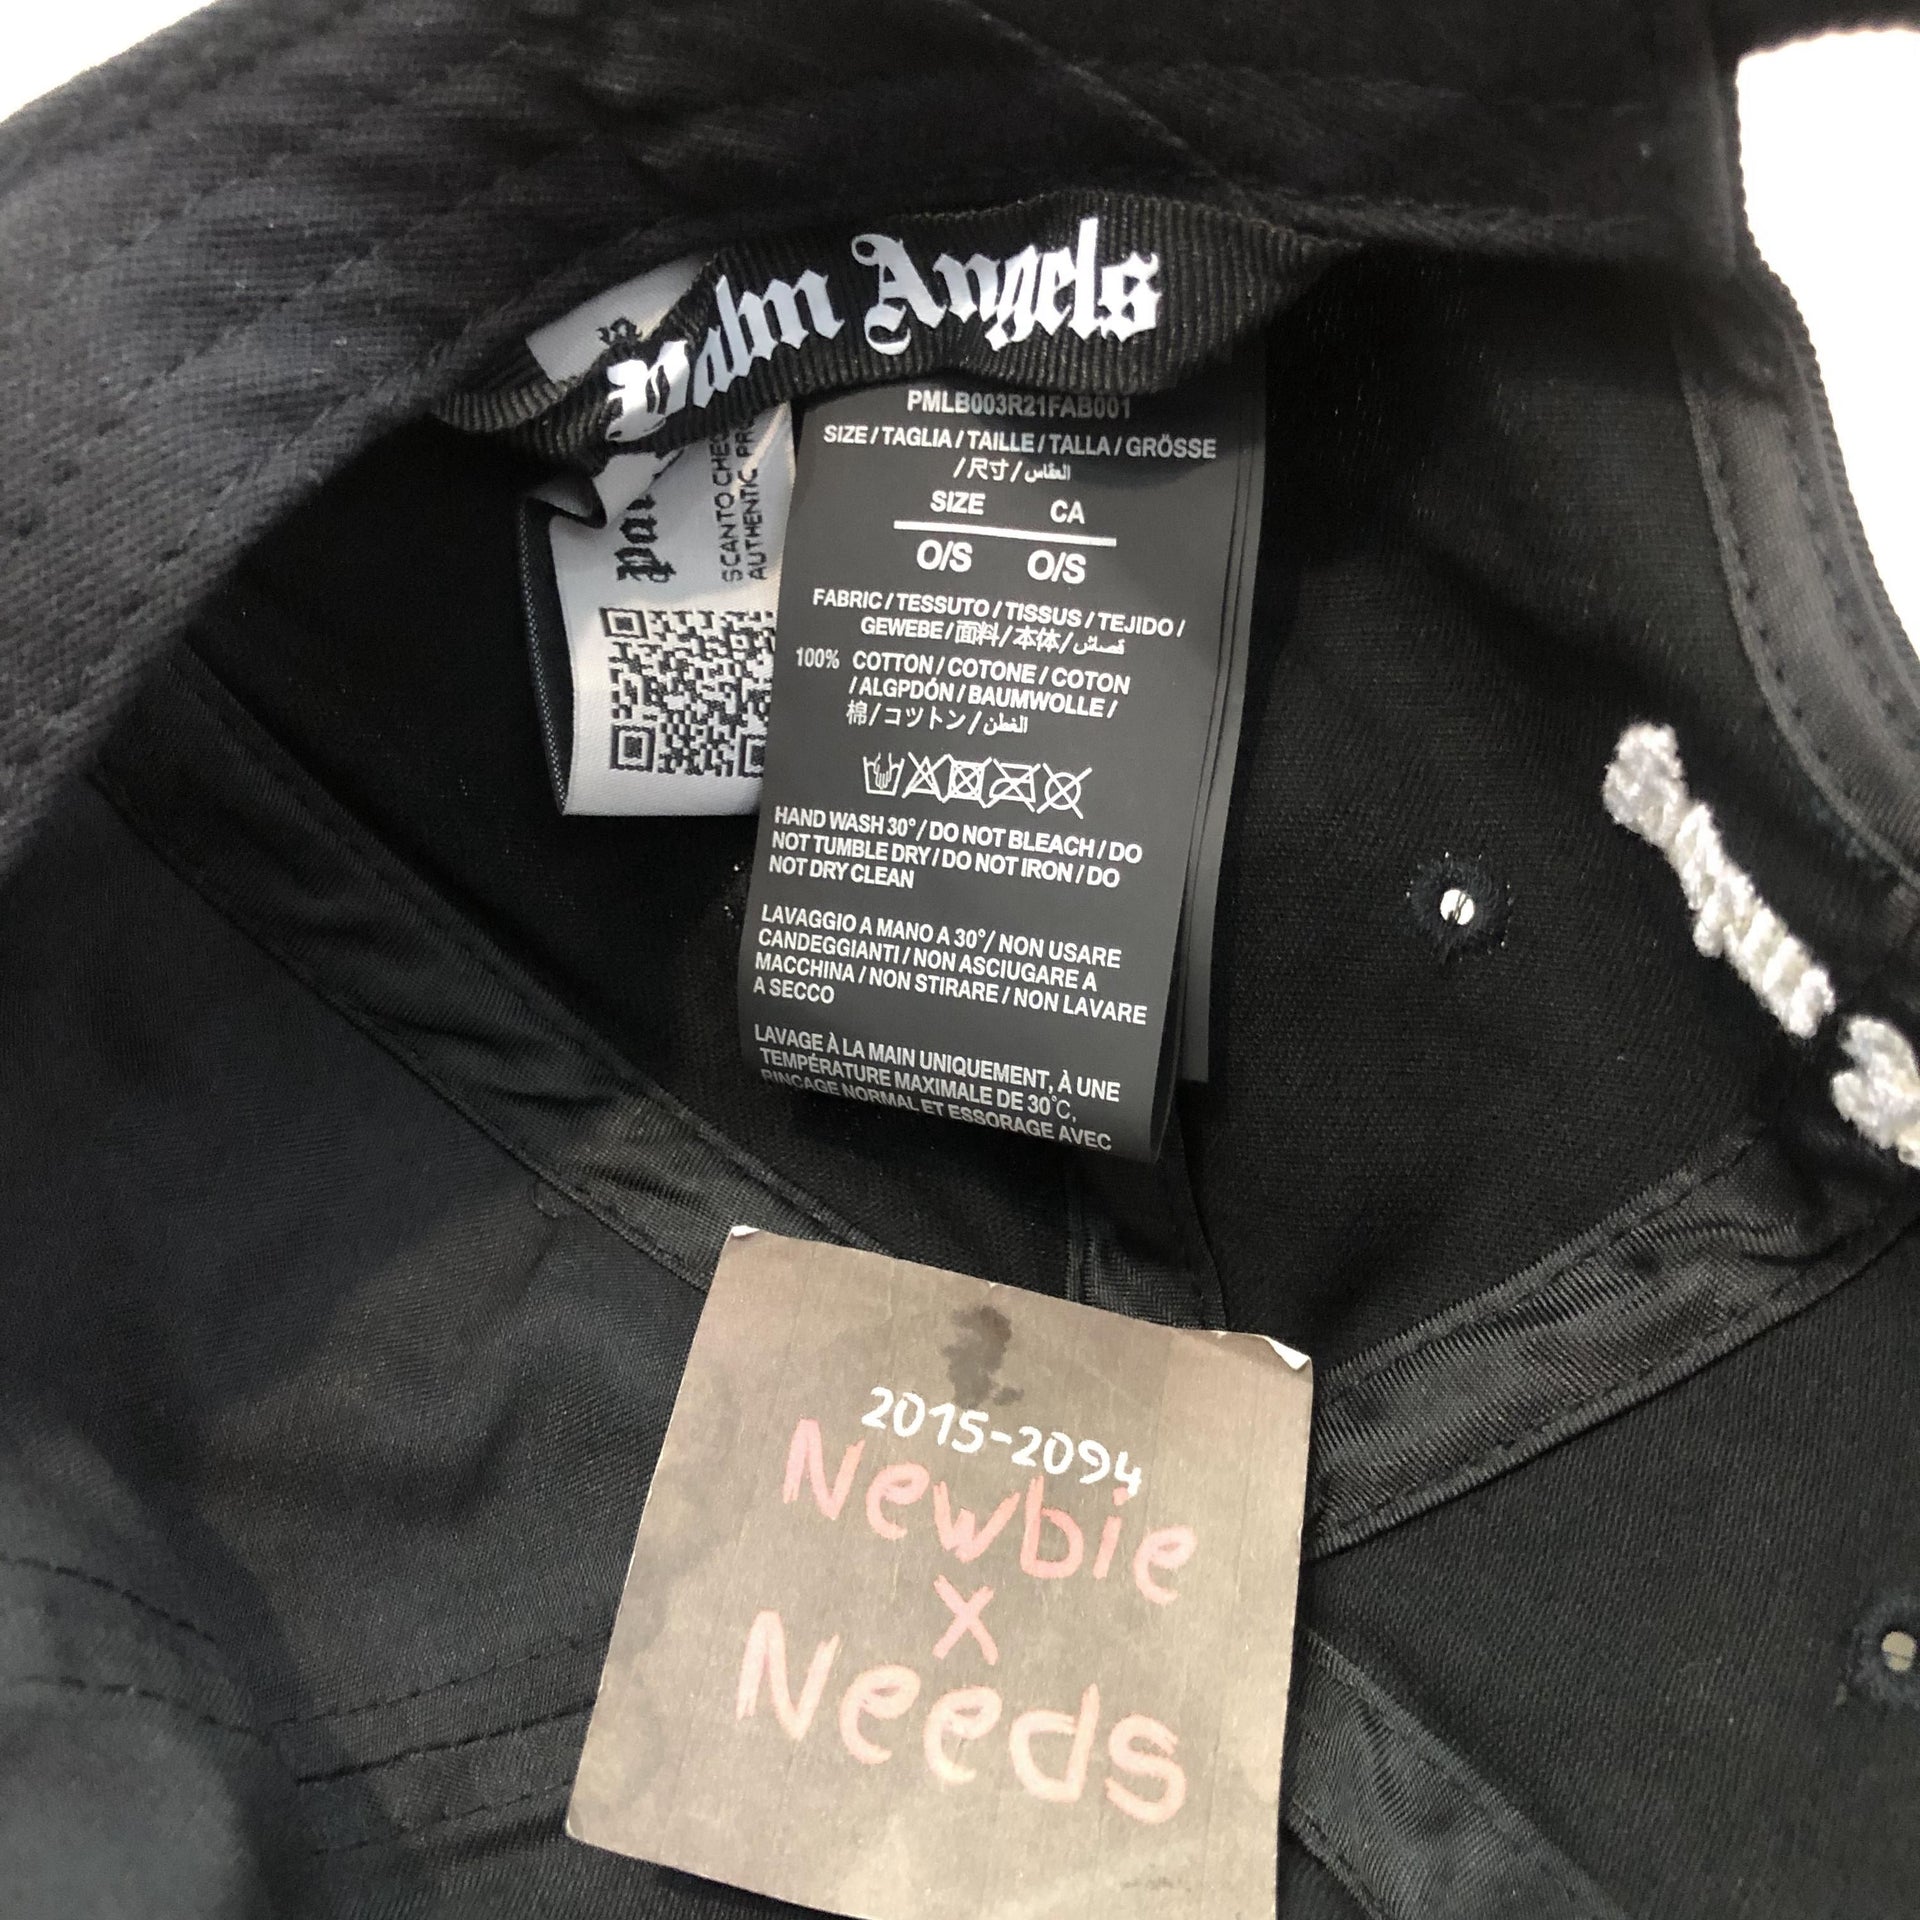 Palm Angels
PMLB003R21FAB001
SIZE / TAGLIA / TAILLE / TALLA / GRÖSSE
/ 尺寸 / المقاس
SIZE CA
O/S O/S
FABRIC / TESSUTO / TISSUS / TEJIDO /
GEWEBE / 面料 / 本体 / قماش
100% COTTON / COTONE / COTON
/ ALGPDÓN / BAUMWOLLE /
棉 / コットン / القطن
HAND WASH 30° / DO NOT BLEACH / DO
NOT TUMBLE DRY / DO NOT IRON / DO
NOT DRY CLEAN
LAVAGGIO A MANO A 30° / NON USARE
CANDEGGIANTI / NON ASCIUGARE A
MACCHINA / NON STIRARE / NON LAVARE
A SECCO
LAVAGE À LA MAIN UNIQUEMENT, À UNE
TEMPÉRATURE MAXIMALE DE 30°C,
RINCAGE NORMAL ET ESSORAGE AVEC
SCAN TO
AUTHENTIC
2015-2094
Newbie
x
Needs